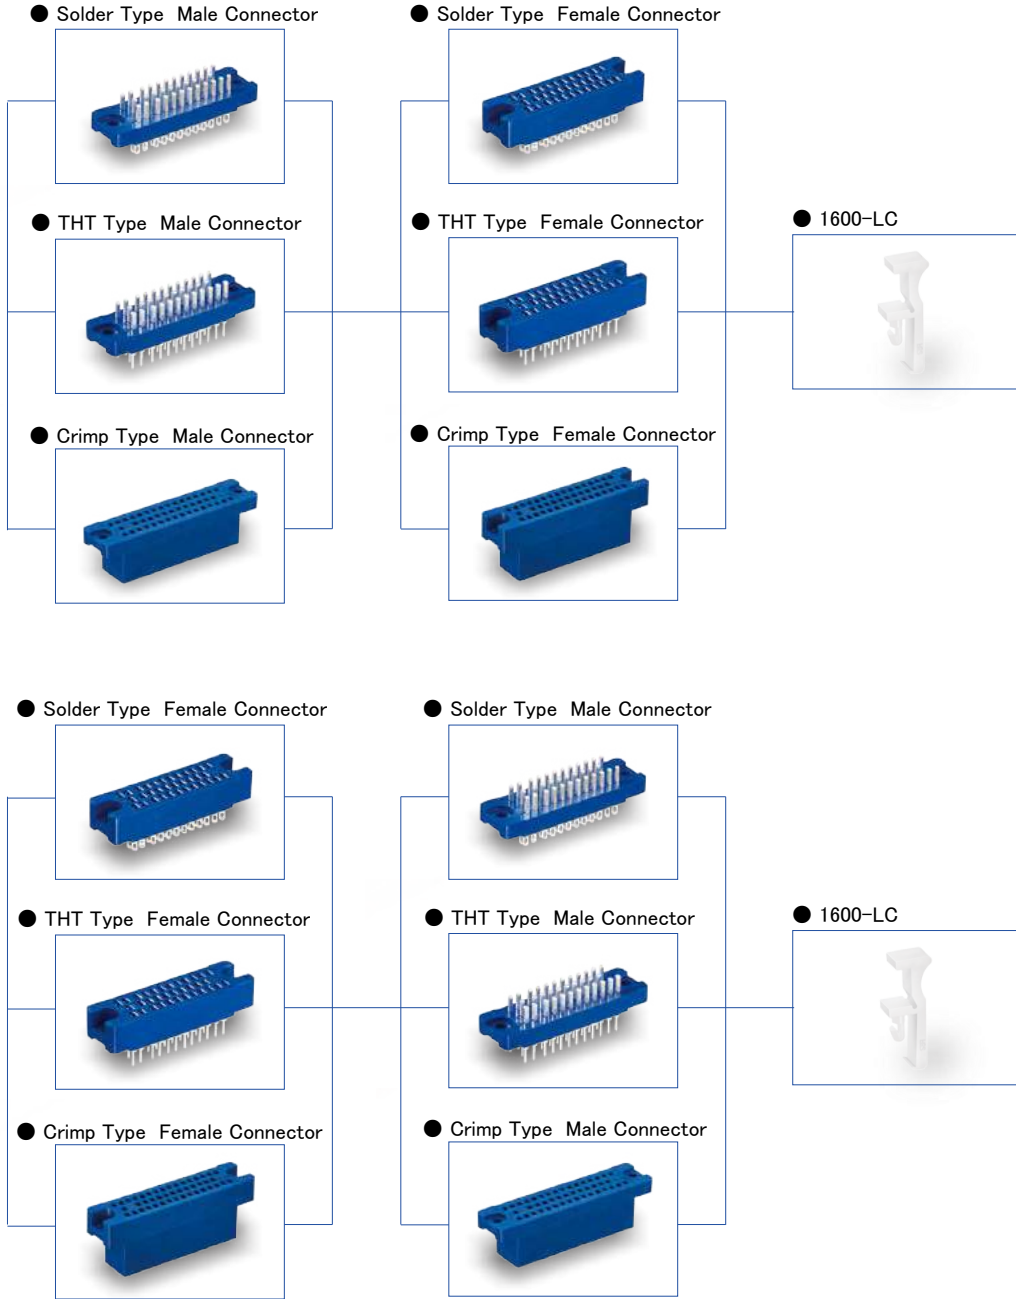 ● Solder Type Male Connector
● Solder Type Female Connector
● THT Type Male Connector
● THT Type Female Connector
● 1600-LC
● Crimp Type Male Connector
● Crimp Type Female Connector
● Solder Type Female Connector
● Solder Type Male Connector
● THT Type Female Connector
● THT Type Male Connector
● 1600-LC
● Crimp Type Female Connector
● Crimp Type Male Connector